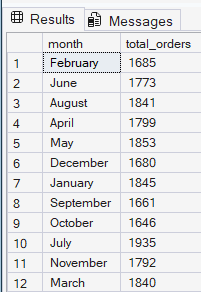 Results Messages
month total_orders
1 February 1685
2 June 1773
3 August 1841
4 April 1799
5 May 1853
6 December 1680
7 January 1845
8 September 1661
9 October 1646
10 July 1935
11 November 1792
12 March 1840